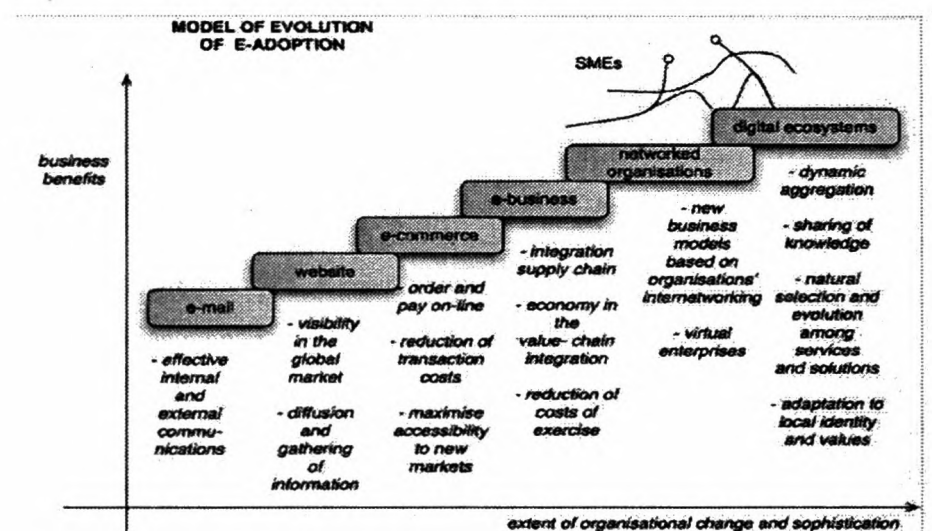 MODEL OF EVOLUTION
OF E-ADOPTION
SMEs
business
benefits
digital ecosystems
networked
organisations
e-business
e-commerce
website
e-mail
- effective
internal
and
external
commu-
nications
- visibility
in the
global
market
- diffusion
and
gathering
of
information
- order and
pay on-line
- reduction of
transaction
costs
- maximise
accessibility
to new
markets
- integration
supply chain
- economy in
the
value- chain
integration
- reduction of
costs of
exercise
- new
business
models
based on
organisations'
internetworking
- virtual
enterprises
- dynamic
aggregation
- sharing of
knowledge
- natural
selection and
evolution
among
services
and solutions
- adaptation to
local identity
and values
extent of organisational change and sophistication